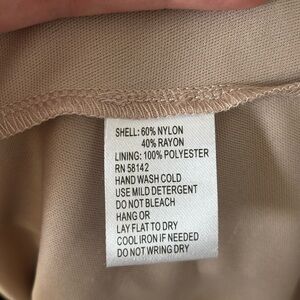 SHELL: 60% NYLON
40% RAYON
LINING: 100% POLYESTER
RN 58142
HAND WASH COLD
USE MILD DETERGENT
DO NOT BLEACH
HANG OR
LAY FLAT TO DRY
COOL IRON IF NEEDED
DO NOT WRING DRY